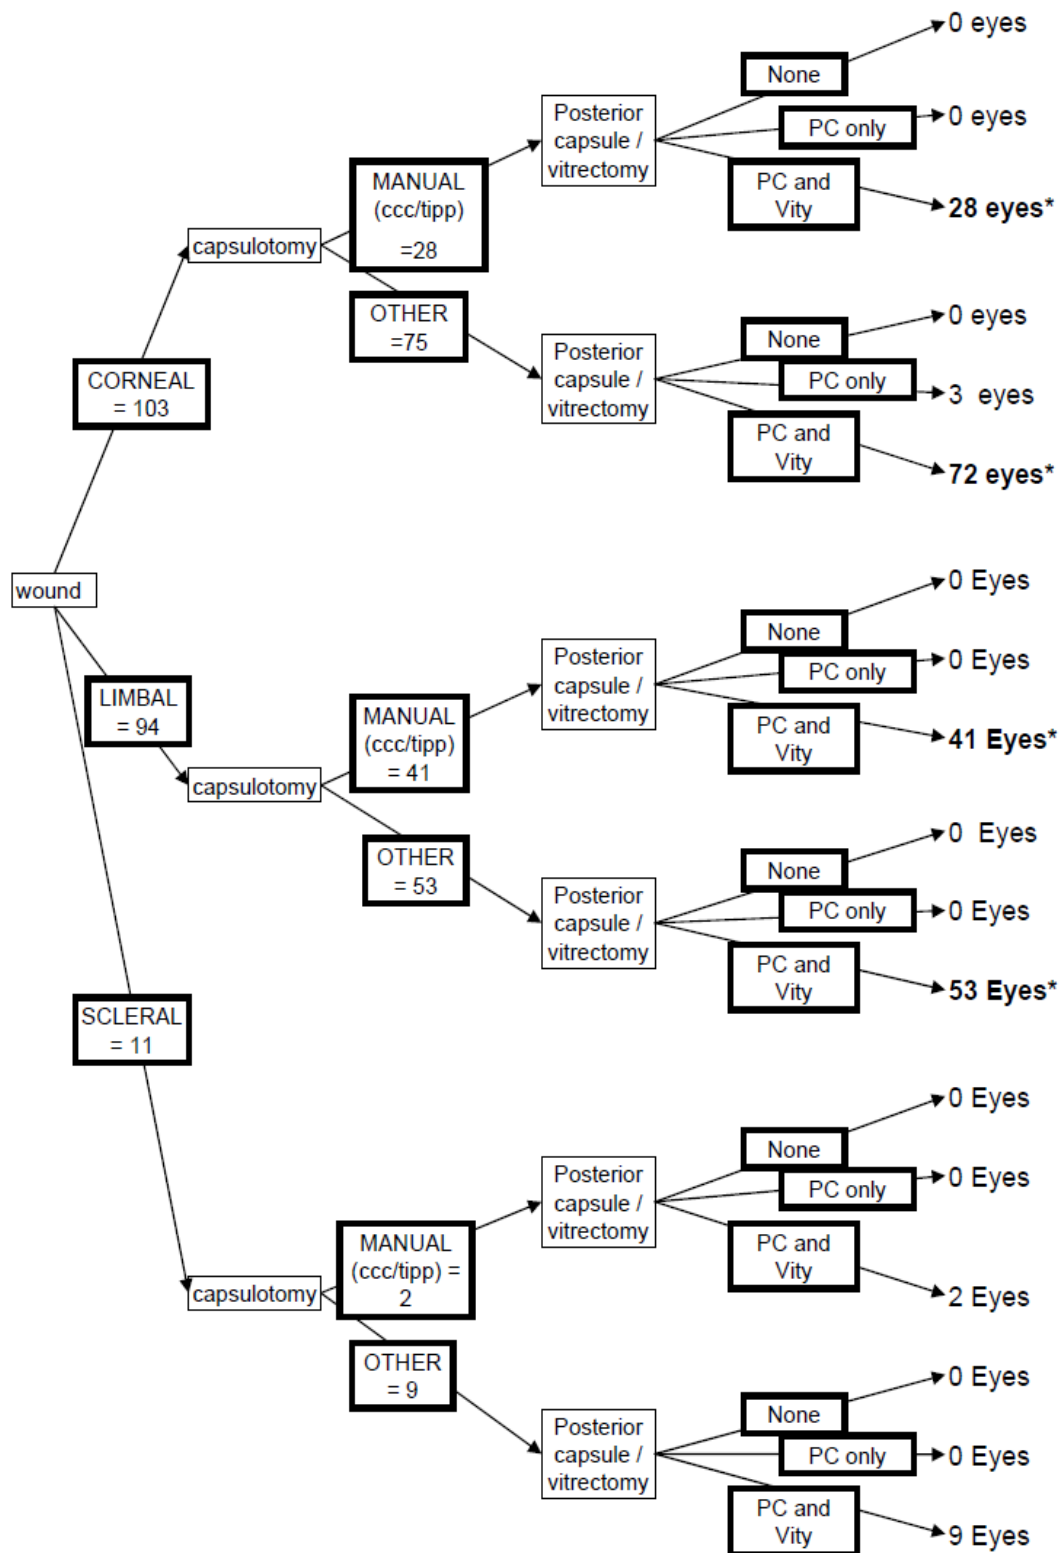 0 eyes
None
Posterior
capsule /
vitrectomy
PC only
0 eyes
PC and
Vity
28 eyes*
MANUAL
(ccc/tipp)
=28
capsulotomy
OTHER
=75
0 eyes
None
Posterior
capsule /
vitrectomy
PC only
3 eyes
PC and
Vity
72 eyes*
CORNEAL
= 103
wound
0 Eyes
None
Posterior
capsule /
vitrectomy
PC only
0 Eyes
PC and
Vity
41 Eyes*
LIMBAL
= 94
MANUAL
(ccc/tipp)
= 41
capsulotomy
OTHER
= 53
0 Eyes
None
Posterior
capsule /
vitrectomy
PC only
0 Eyes
PC and
Vity
53 Eyes*
SCLERAL
= 11
0 Eyes
None
Posterior
capsule /
vitrectomy
PC only
0 Eyes
PC and
Vity
2 Eyes
MANUAL
(ccc/tipp) =
2
capsulotomy
OTHER
= 9
0 Eyes
None
Posterior
capsule /
vitrectomy
PC only
0 Eyes
PC and
Vity
9 Eyes